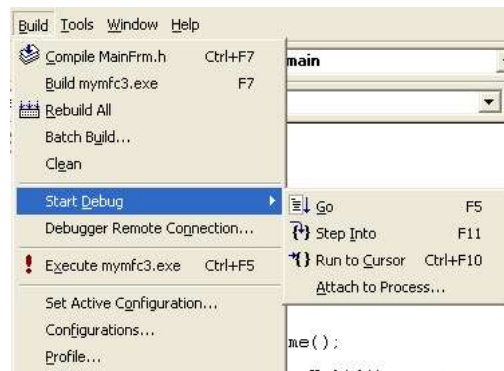 Build Tools Window Help
Compile MainFrm.h Ctrl+F7
Build mymfc3.exe F7
Rebuild All
Batch Build...
Clean
Start Debug
Debugger Remote Connection...
Execute mymfc3.exe Ctrl+F5
Set Active Configuration...
Configurations...
Profile...
main
Go F5
Step Into F11
Run to Cursor Ctrl+F10
Attach to Process...
me();